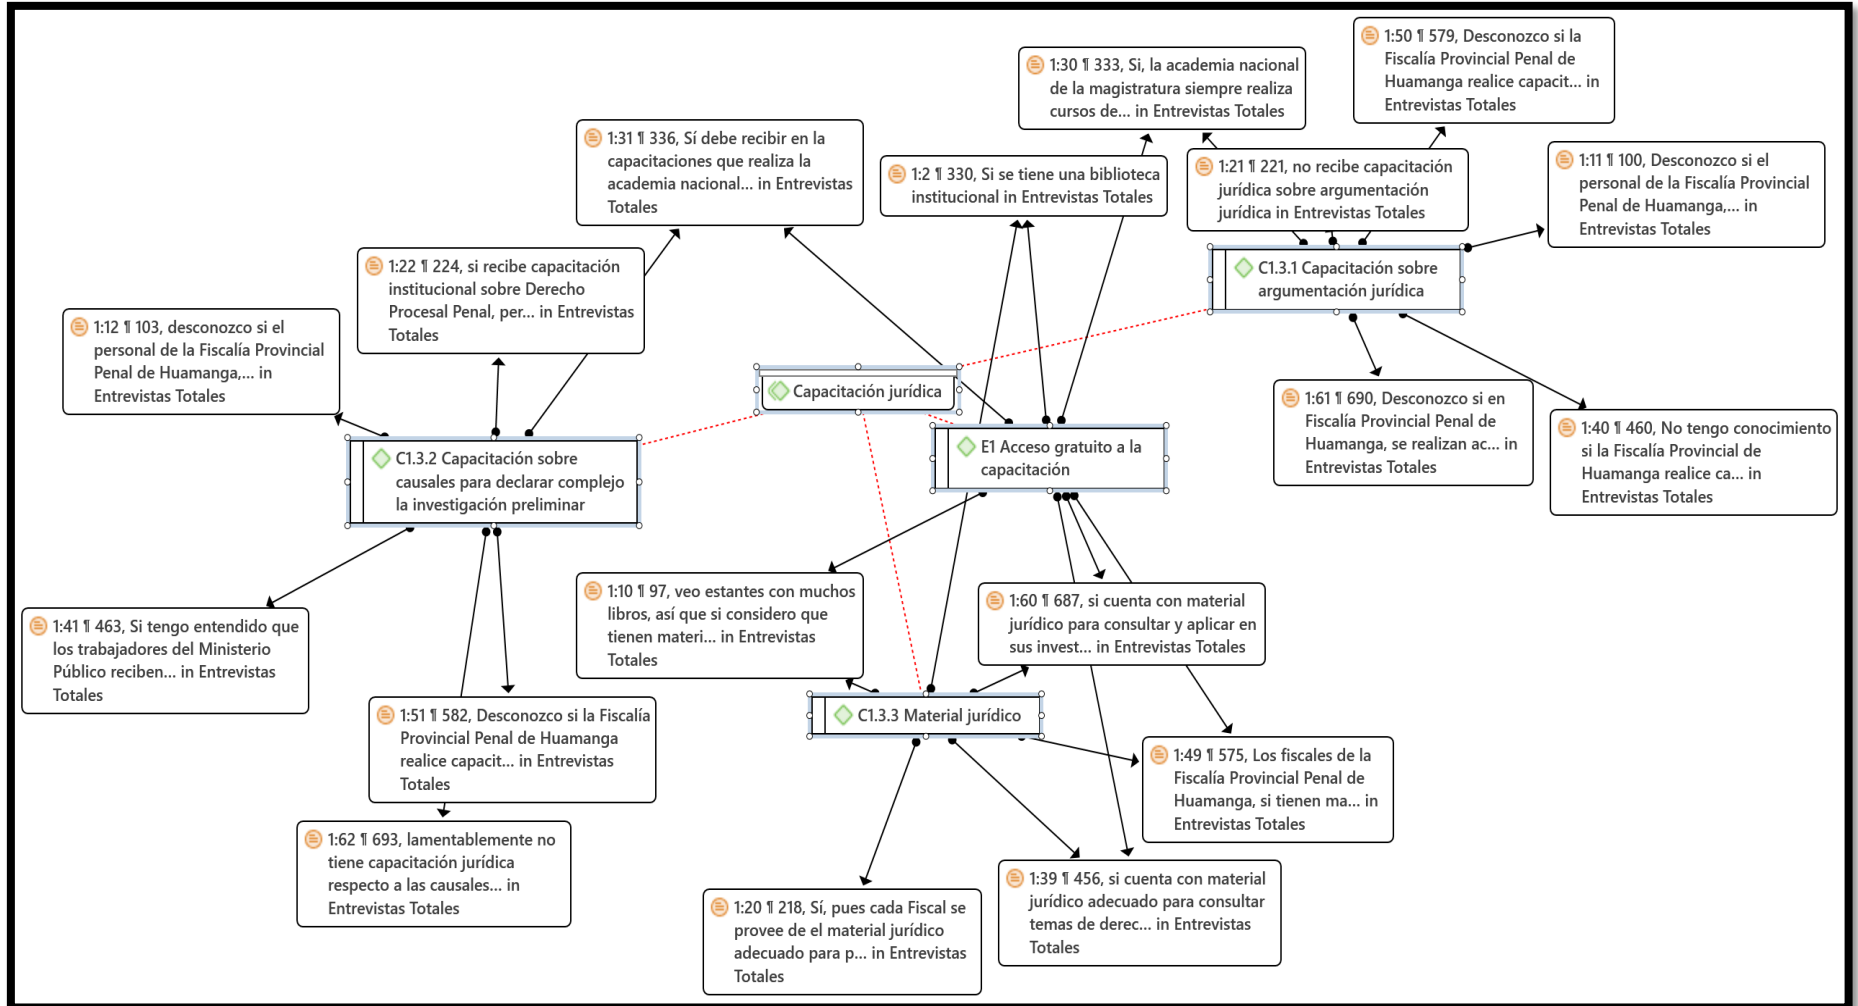 1:50 ¶ 579, Desconozco si la
Fiscalía Provincial Penal de
Huamanga realice capacit... in
Entrevistas Totales
1:30 ¶ 333, Si, la academia nacional
de la magistratura siempre realiza
cursos de... in Entrevistas Totales
1:31 ¶ 336, Sí debe recibir en la
capacitaciones que realiza la
academia nacional... in Entrevistas
Totales
1:2 ¶ 330, Si se tiene una biblioteca
institucional in Entrevistas Totales
1:21 ¶ 221, no recibe capacitación
jurídica sobre argumentación
jurídica in Entrevistas Totales
1:11 ¶ 100, Desconozco si el
personal de la Fiscalía Provincial
Penal de Huamanga,... in
Entrevistas Totales
1:22 ¶ 224, si recibe capacitación
institucional sobre Derecho
Procesal Penal, per... in Entrevistas
Totales
C1.3.1 Capacitación sobre
argumentación jurídica
1:12 ¶ 103, desconozco si el
personal de la Fiscalía Provincial
Penal de Huamanga,... in
Entrevistas Totales
Capacitación jurídica
1:61 ¶ 690, Desconozco si en
Fiscalía Provincial Penal de
Huamanga, se realizan ac... in
Entrevistas Totales
1:40 ¶ 460, No tengo conocimiento
si la Fiscalía Provincial de
Huamanga realice ca... in
Entrevistas Totales
C1.3.2 Capacitación sobre
causales para declarar complejo
la investigación preliminar
E1 Acceso gratuito a la
capacitación
1:10 ¶ 97, veo estantes con muchos
libros, así que si considero que
tienen materi... in Entrevistas
Totales
1:60 ¶ 687, si cuenta con material
jurídico para consultar y aplicar en
sus invest... in Entrevistas Totales
1:41 ¶ 463, Si tengo entendido que
los trabajadores del Ministerio
Público reciben... in Entrevistas
Totales
1:51 ¶ 582, Desconozco si la Fiscalía
Provincial Penal de Huamanga
realice capacit... in Entrevistas
Totales
C1.3.3 Material jurídico
1:49 ¶ 575, Los fiscales de la
Fiscalía Provincial Penal de
Huamanga, si tienen ma... in
Entrevistas Totales
1:62 ¶ 693, lamentablemente no
tiene capacitación jurídica
respecto a las causales... in
Entrevistas Totales
1:20 ¶ 218, Sí, pues cada Fiscal se
provee de el material jurídico
adecuado para p... in Entrevistas
Totales
1:39 ¶ 456, si cuenta con material
jurídico adecuado para consultar
temas de derec... in Entrevistas
Totales